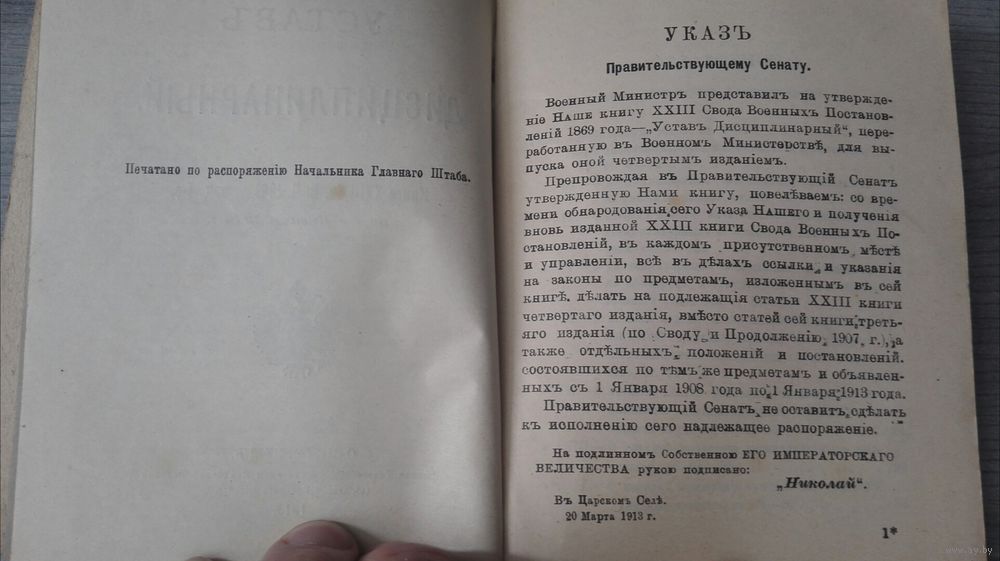 Печатано по распоряженію Начальника Главнаго Штаба.
УКАЗЪ
Правительствующему Сенату.
Военный Министръ представилъ на утвержде-
ніе НАШЕ книгу XXIII Свода Военныхъ Постанов-
леній 1869 года—„Уставъ Дисциплинарный“, пере-
работанную въ Военномъ Министерствѣ, для вы-
пуска оной четвертымъ изданіемъ.
Препровождая въ Правительствующій Сенатъ
утвержденную Нами книгу, повелѣваемъ: со вре-
мени обнародованія сего Указа НАШЕГО и полученія
вновь изданной XXIII книги Свода Военныхъ По-
становленій, въ каждомъ присутственномъ мѣстѣ
и управленіи, всѣ въ дѣлахъ ссылки и указанія
на законы по предметамъ, изложеннымъ въ сей
книгѣ. дѣлать на подлежащія статьи XXIII книги
четвертаго изданія, вмѣсто статей сей книги треть-
яго изданія (по Своду и Продолженію 1907 г.), а
также отдѣльныхъ положеній и постановленій.
состоявшихся по тѣмъ же предметамъ и объявлен-
ныхъ съ 1 Января 1908 года по 1 Января 1913 года.
Правительствующій Сенатъ не оставитъ сдѣлать
къ исполненію сего надлежащее распоряженіе.
На подлинномъ Собственною ЕГО ИМПЕРАТОРСКАГО
ВЕЛИЧЕСТВА рукою подписано:
„Николай“.
Въ Царскомъ Селѣ.
20 Марта 1913 г.
1*
www.ay.by